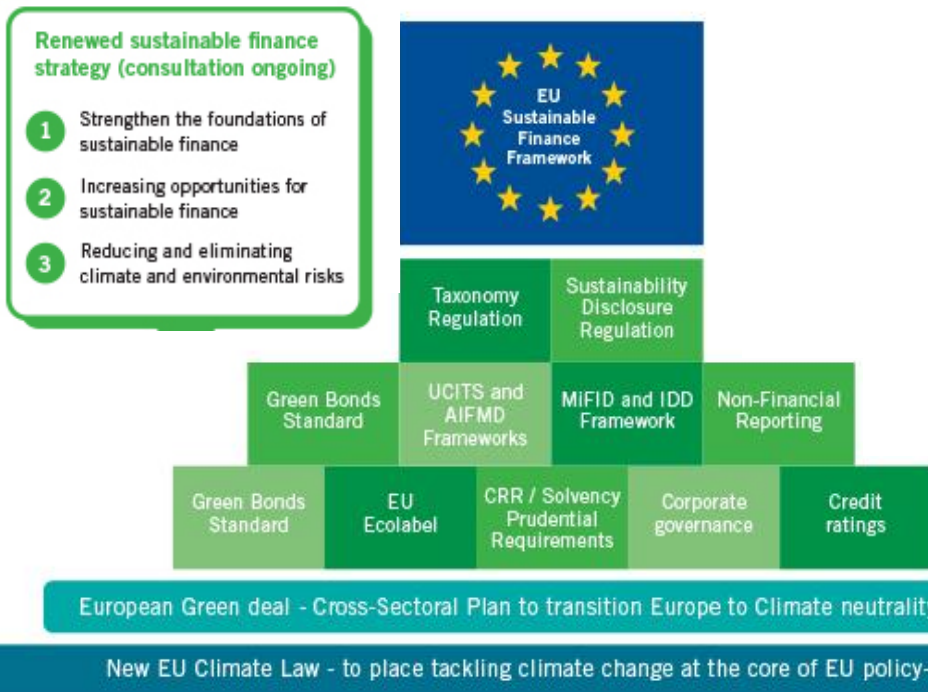 Renewed sustainable finance
strategy (consultation ongoing)
1
Strengthen the foundations of
sustainable finance
2
Increasing opportunities for
sustainable finance
3
Reducing and eliminating
climate and environmental risks
EU
Sustainable
Finance
Framework
Taxonomy
Regulation
Sustainability
Disclosure
Regulation
Green Bonds
Standard
UCITS and
AIFMD
Frameworks
MiFID and IDD
Framework
Non-Financial
Reporting
Green Bonds
Standard
EU
Ecolabel
CRR / Solvency
Prudential
Requirements
Corporate
governance
Credit
ratings
European Green deal - Cross-Sectoral Plan to transition Europe to Climate neutrality
New EU Climate Law - to place tackling climate change at the core of EU policy-